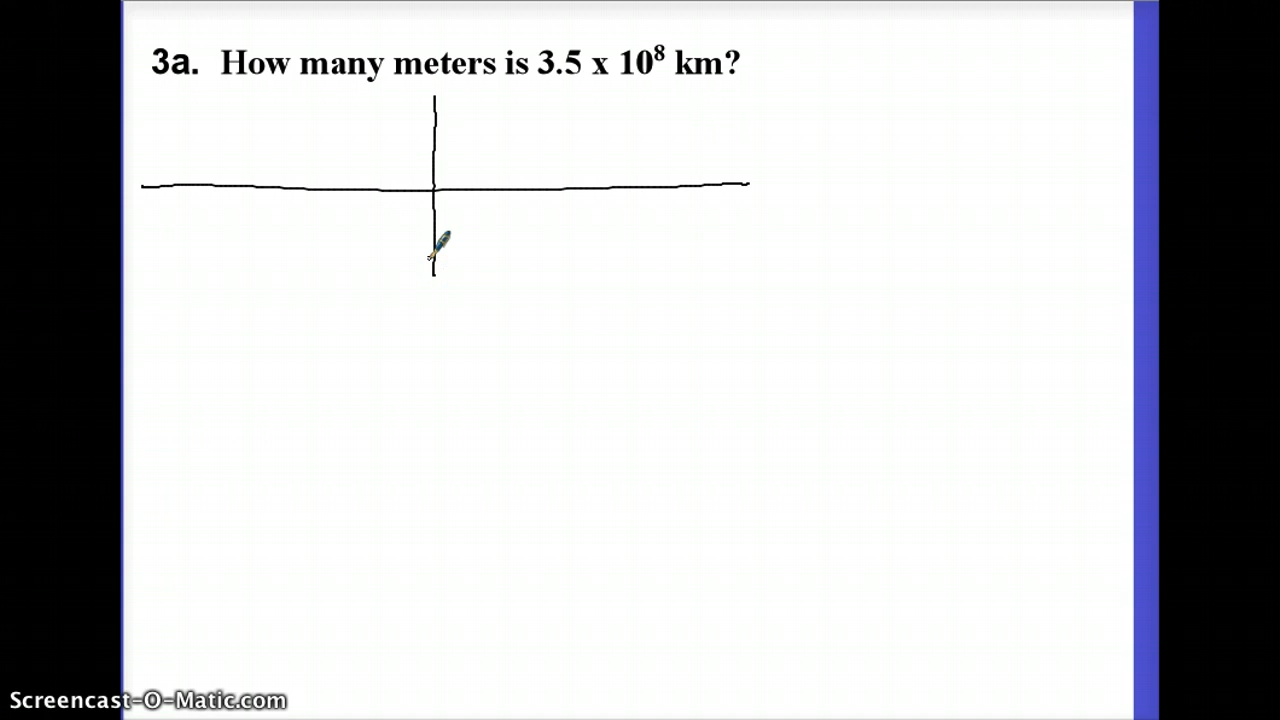 3a. How many meters is 3.5 x 10⁸ km?
Screencast-O-Matic.com